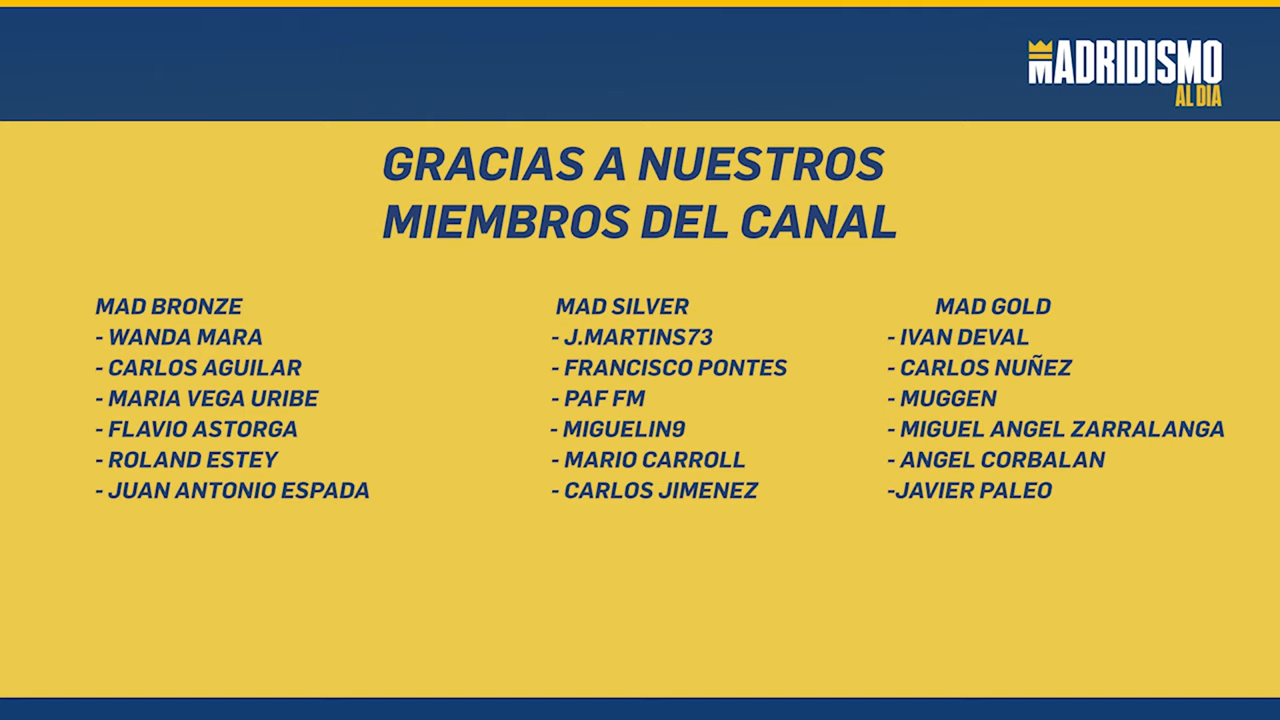 MADRIDISMO
AL DIA
GRACIAS A NUESTROS
MIEMBROS DEL CANAL
MAD BRONZE
- WANDA MARA
- CARLOS AGUILAR
- MARIA VEGA URIBE
- FLAVIO ASTORGA
- ROLAND ESTEY
- JUAN ANTONIO ESPADA
MAD SILVER
- J.MARTINS73
- FRANCISCO PONTES
- PAF FM
- MIGUELIN9
- MARIO CARROLL
- CARLOS JIMENEZ
MAD GOLD
- IVAN DEVAL
- CARLOS NUÑEZ
- MUGGEN
- MIGUEL ANGEL ZARRALANGA
- ANGEL CORBALAN
-JAVIER PALEO